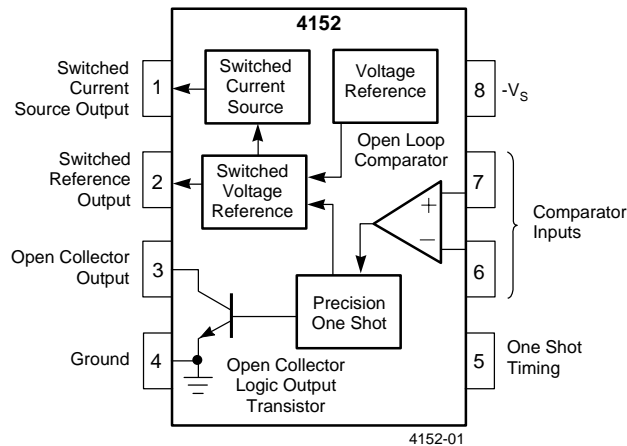 4152
Switched
Current
Source Output
1
Switched
Current
Source
Voltage
Reference
8
-VS
Switched
Reference
Output
2
Switched
Voltage
Reference
Open Loop
Comparator
+
−
7
6
Comparator
Inputs
Open Collector
Output
3
Precision
One Shot
Ground
4
Open Collector
Logic Output
Transistor
5
One Shot
Timing
4152-01